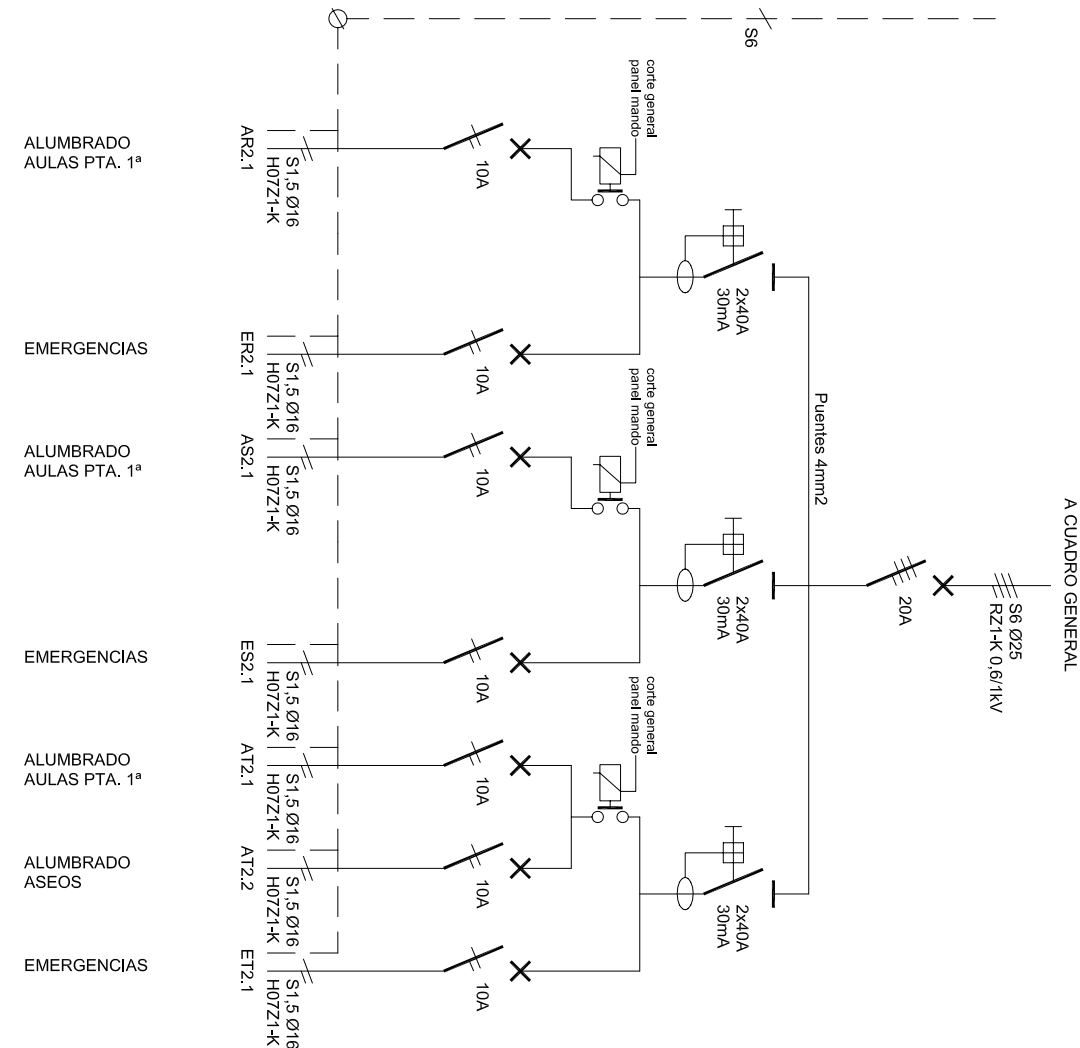 S6
corte general
panel mando
ALUMBRADO
AULAS PTA. 1ª
AR2.1
S1,5 Ø16
H07Z1-K
10A
2x40A
30mA
EMERGENCIAS
ER2.1
S1,5 Ø16
H07Z1-K
10A
corte general
panel mando
Puentes 4mm2
ALUMBRADO
AULAS PTA. 1ª
AS2.1
S1,5 Ø16
H07Z1-K
10A
2x40A
30mA
20A
S6 Ø25
RZ1-K 0,6/1kV
A CUADRO GENERAL
EMERGENCIAS
ES2.1
S1,5 Ø16
H07Z1-K
10A
corte general
panel mando
ALUMBRADO
AULAS PTA. 1ª
AT2.1
S1,5 Ø16
H07Z1-K
10A
ALUMBRADO
ASEOS
AT2.2
S1,5 Ø16
H07Z1-K
10A
2x40A
30mA
EMERGENCIAS
ET2.1
S1,5 Ø16
H07Z1-K
10A